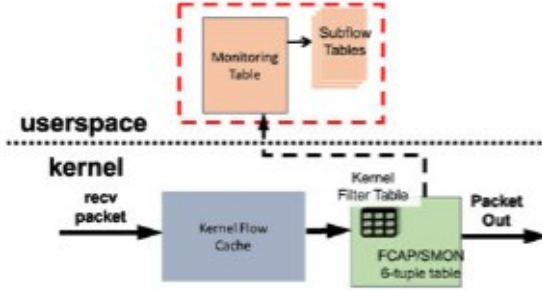 Monitoring
Table
Subflow
Tables
userspace
kernel
recv
packet
Kernel Flow
Cache
Kernel
Filter Table
FCAP/SMON
6-tuple table
Packet
Out